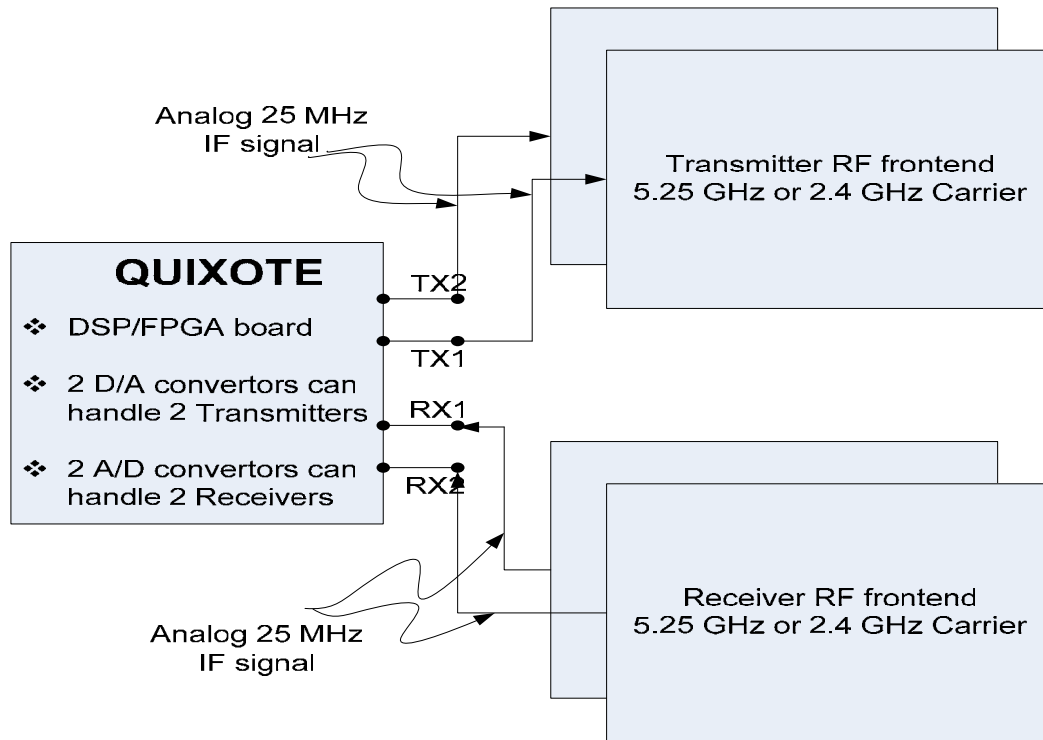 Analog 25 MHz
IF signal
Transmitter RF frontend
5.25 GHz or 2.4 GHz Carrier
QUIXOTE
❖ DSP/FPGA board
❖ 2 D/A convertors can
handle 2 Transmitters
❖ 2 A/D convertors can
handle 2 Receivers
TX2
TX1
RX1
RX2
Receiver RF frontend
5.25 GHz or 2.4 GHz Carrier
Analog 25 MHz
IF signal